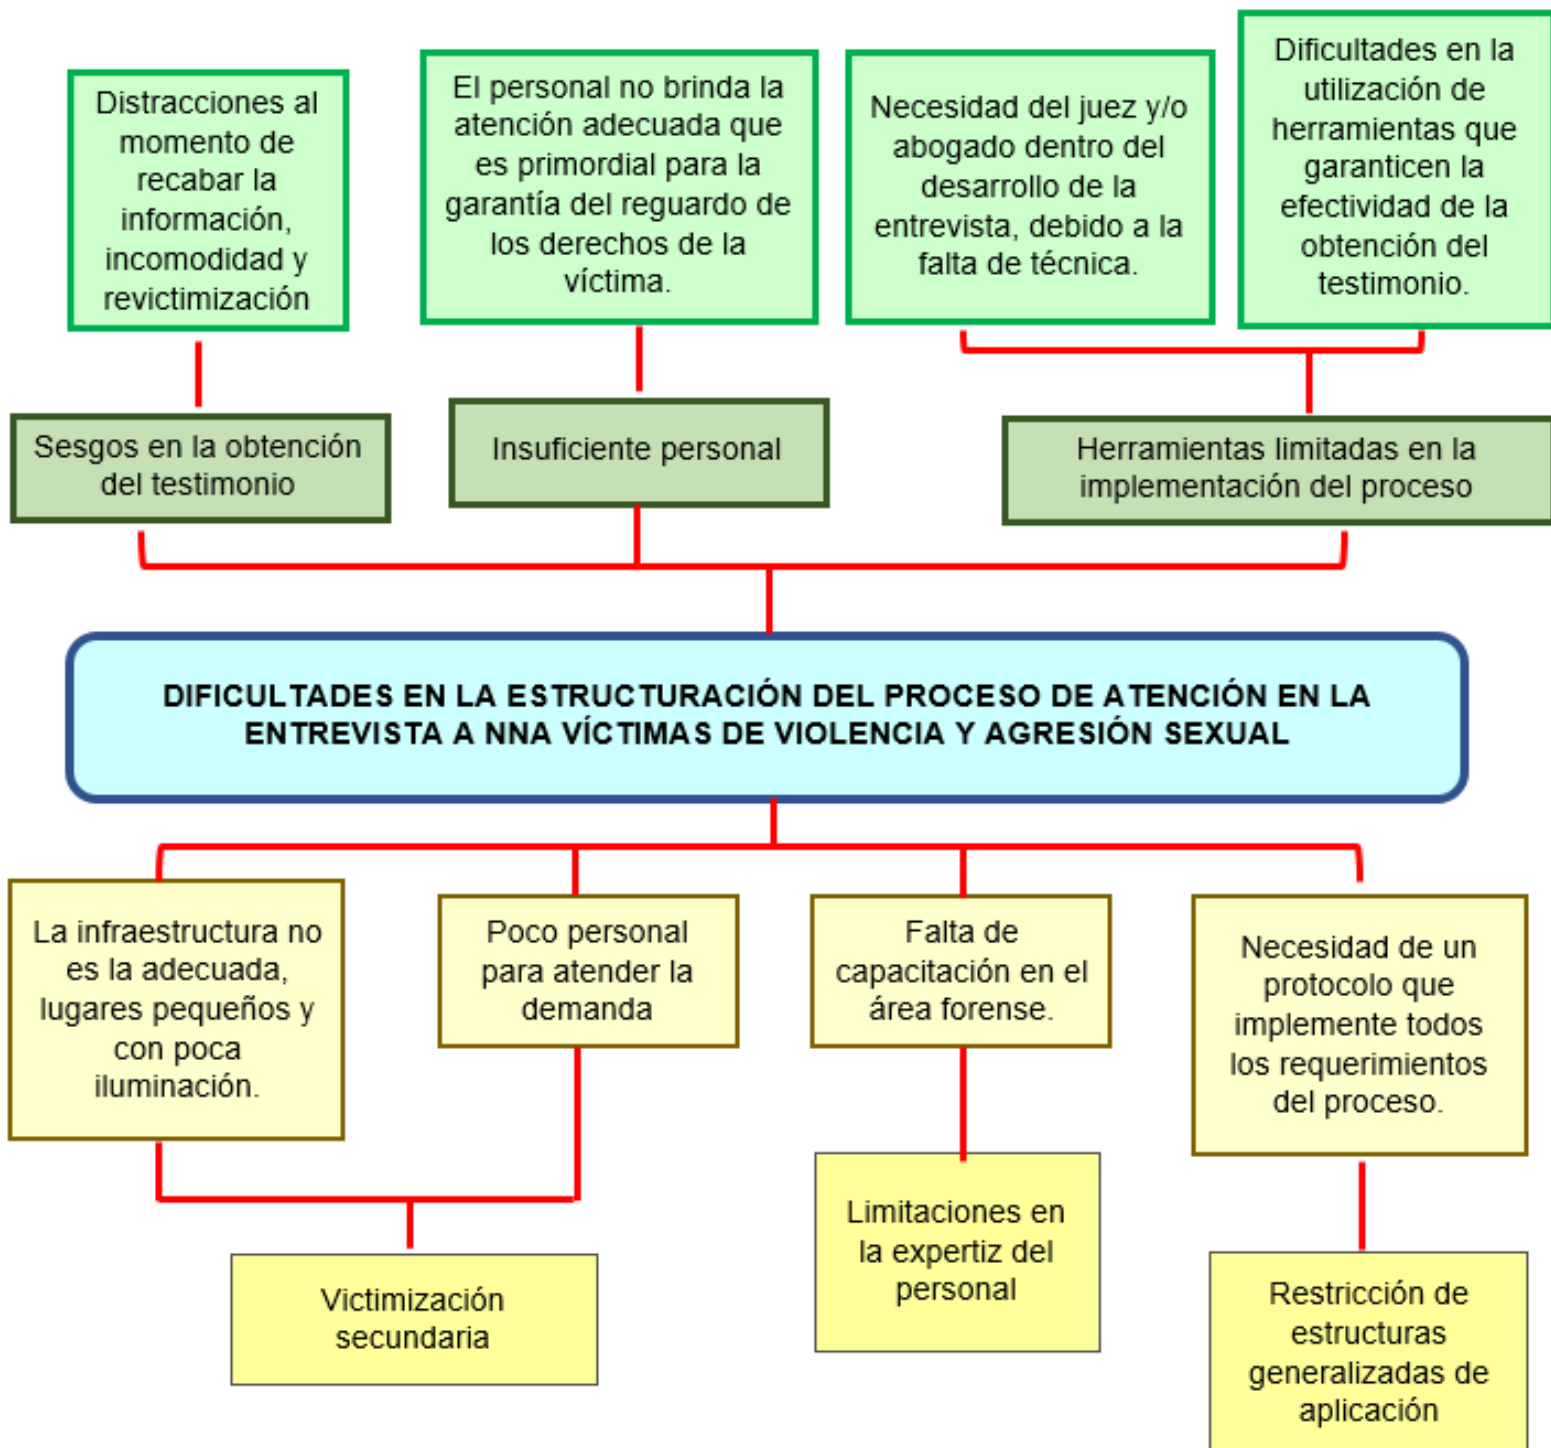 Distracciones al
momento de
recabar la
información,
incomodidad y
revictimización
El personal no brinda la
atención adecuada que
es primordial para la
garantía del reguardo de
los derechos de la
víctima.
Necesidad del juez y/o
abogado dentro del
desarrollo de la
entrevista, debido a la
falta de técnica.
Dificultades en la
utilización de
herramientas que
garanticen la
efectividad de la
obtención del
testimonio.
Sesgos en la obtención
del testimonio
Insuficiente personal
Herramientas limitadas en la
implementación del proceso
DIFICULTADES EN LA ESTRUCTURACIÓN DEL PROCESO DE ATENCIÓN EN LA
ENTREVISTA A NNA VÍCTIMAS DE VIOLENCIA Y AGRESIÓN SEXUAL
La infraestructura no
es la adecuada,
lugares pequeños y
con poca
iluminación.
Poco personal
para atender la
demanda
Falta de
capacitación en el
área forense.
Necesidad de un
protocolo que
implemente todos
los requerimientos
del proceso.
Victimización
secundaria
Limitaciones en
la expertiz del
personal
Restricción de
estructuras
generalizadas de
aplicación